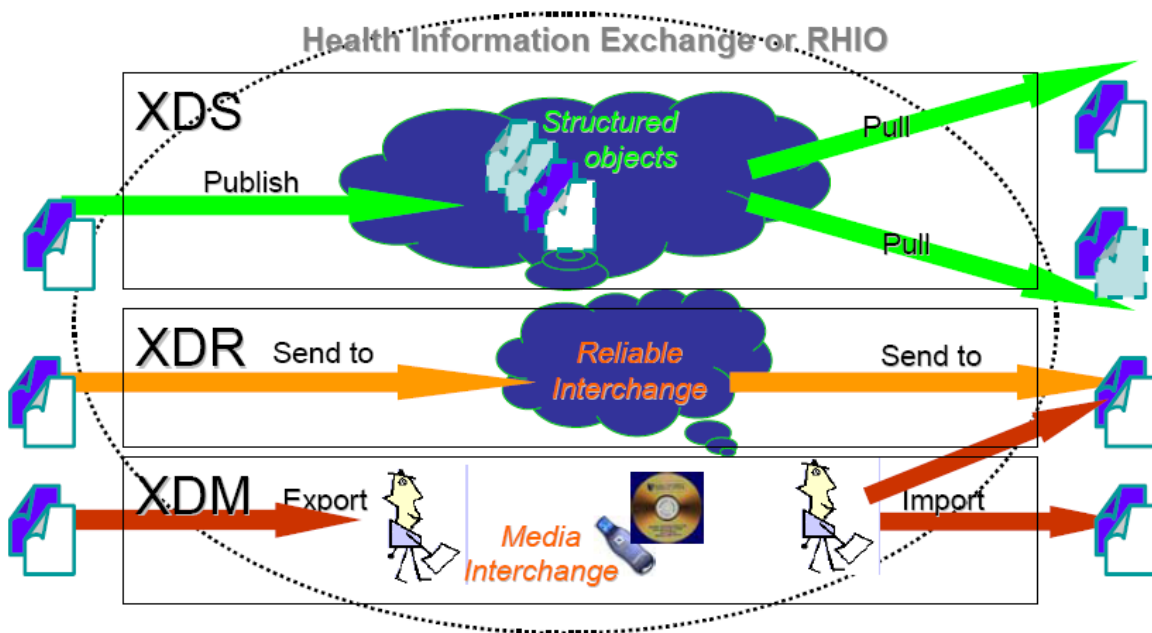 Health Information Exchange or RHIO
XDS
Structured
objects
Pull
Publish
Pull
XDR
Send to
Reliable
Interchange
Send to
XDM
Export
Import
Media
Interchange